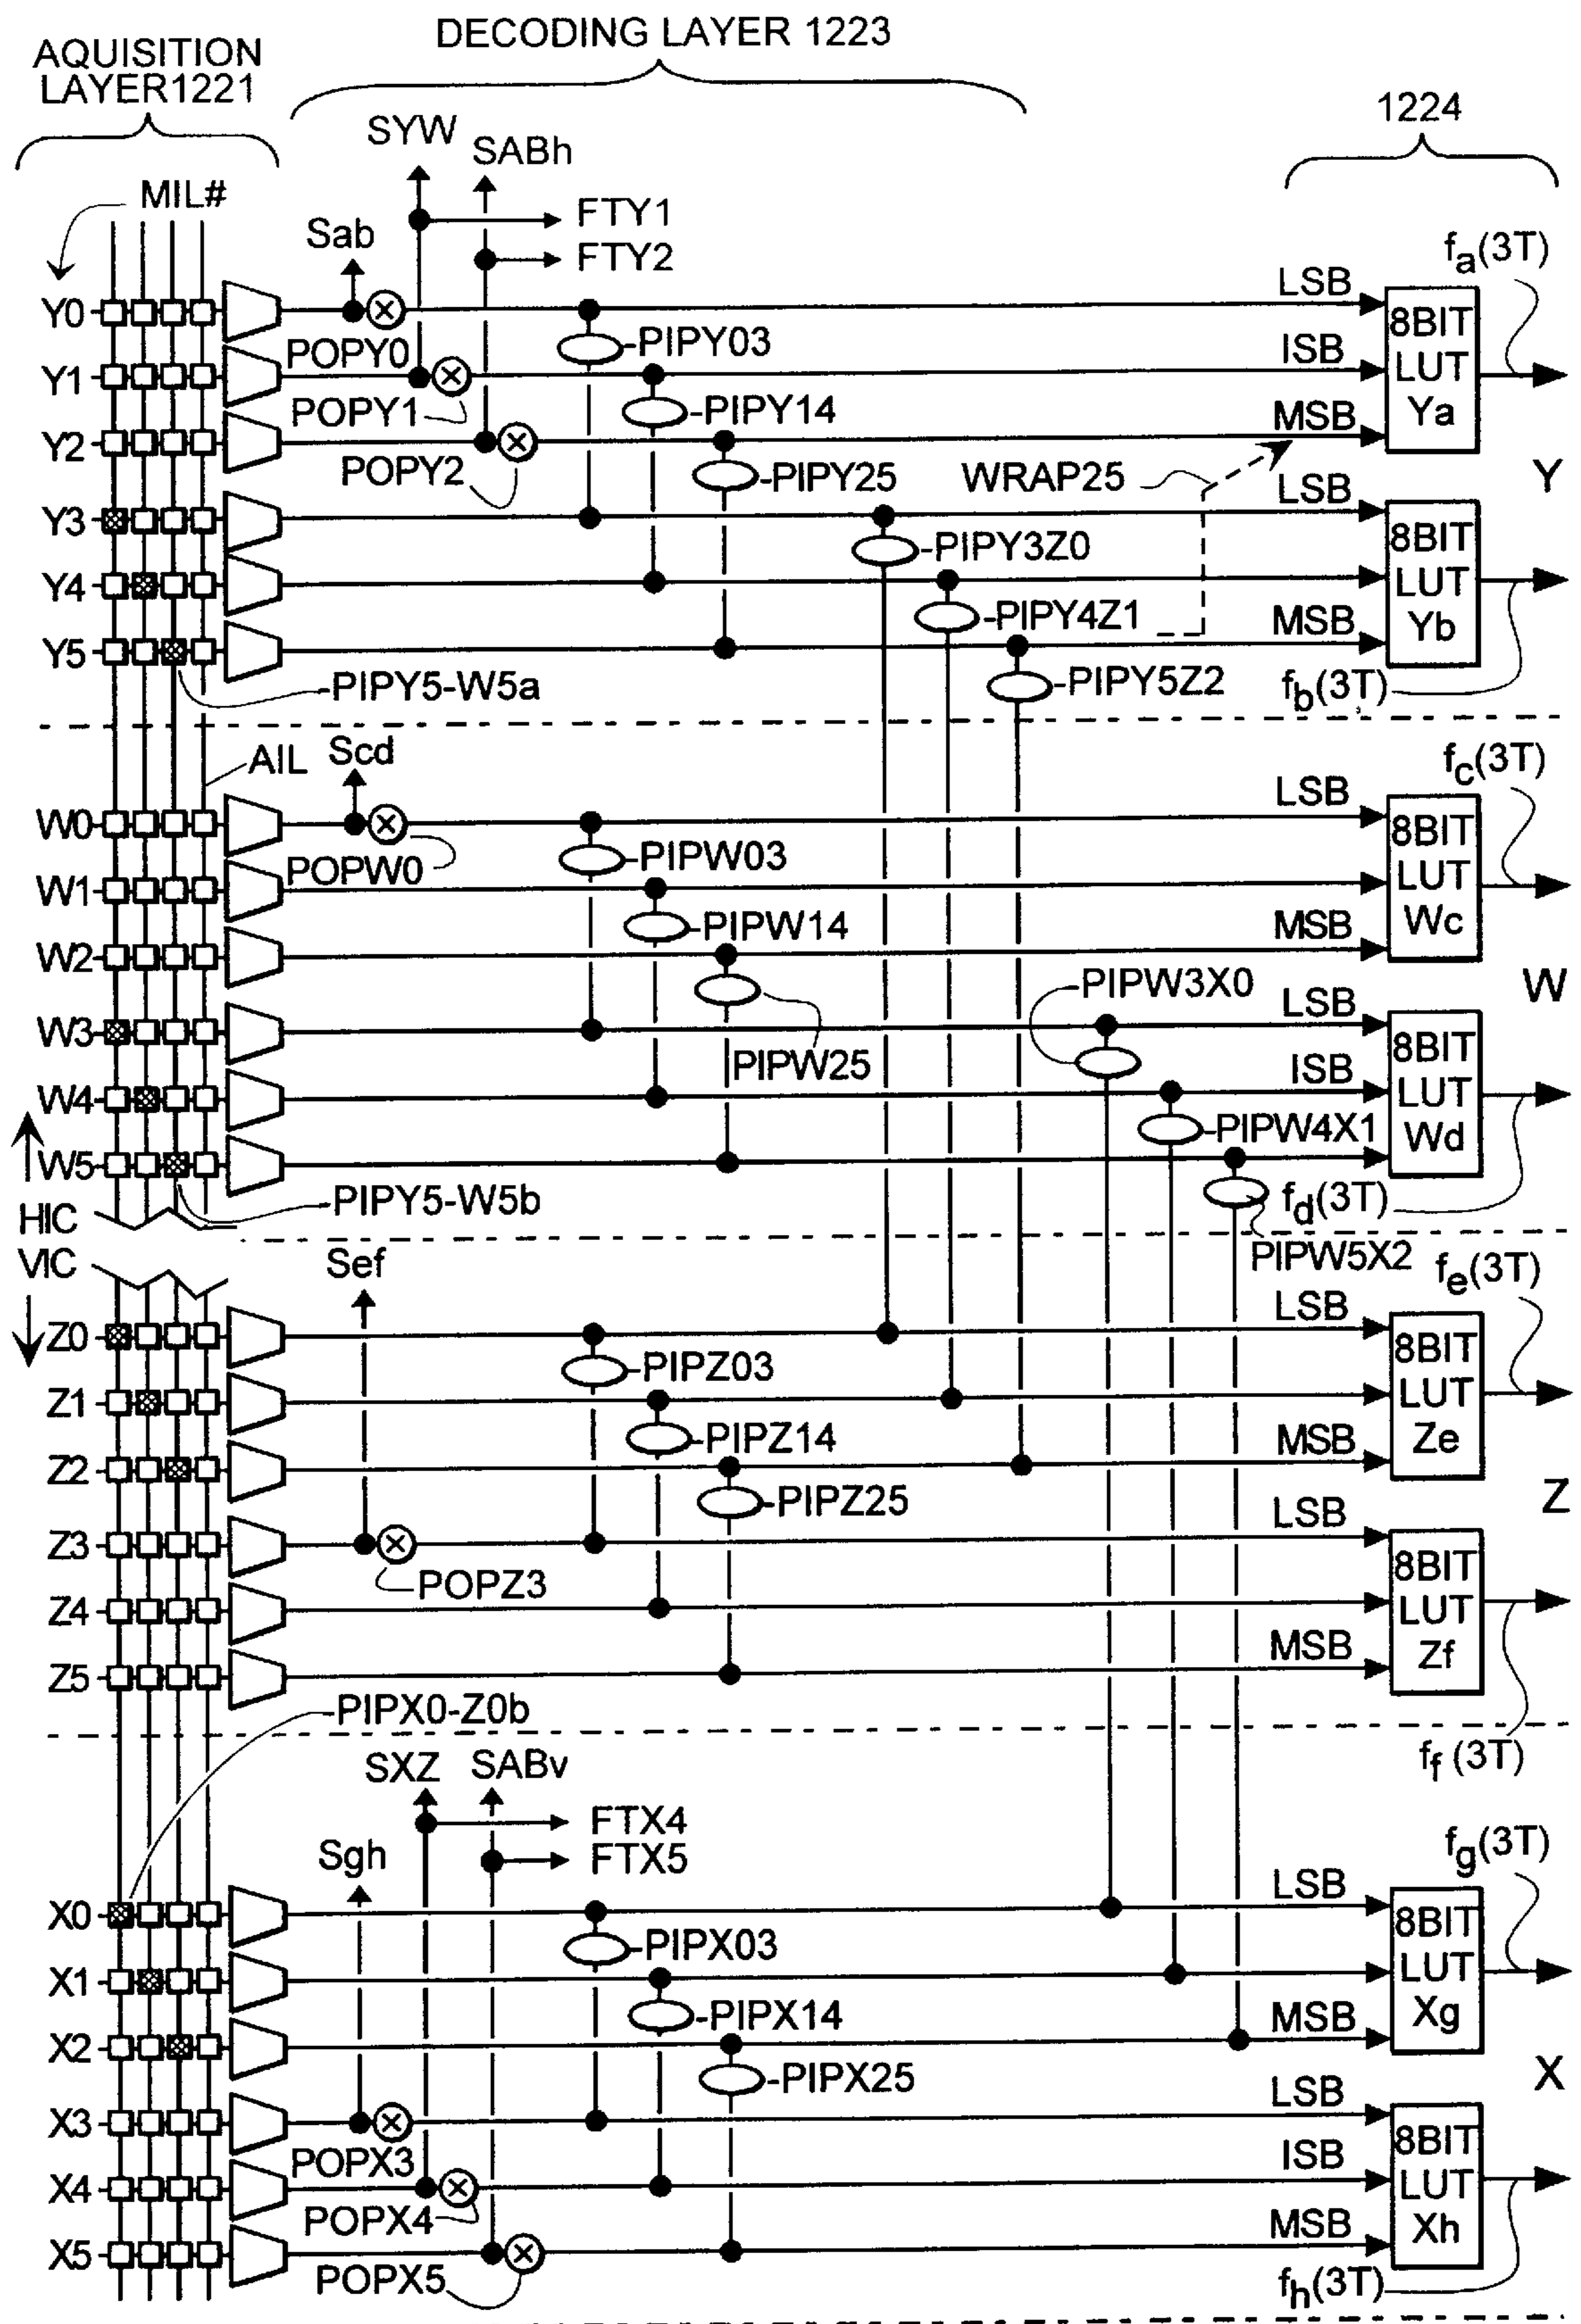 DECODING LAYER 1223
AQUISITION
LAYER1221
1224
SYW
SABh
MIL#
FTY1
Sab
FTY2
fa(3T)
Y0
LSB
8BIT
LUT
Ya
POPY0
PIPY03
ISB
Y1
POPY1
PIPY14
MSB
Y2
POPY2
PIPY25
WRAP25
Y
LSB
Y3
8BIT
LUT
Yb
PIPY3Z0
Y4
PIPY4Z1
MSB
Y5
PIPY5-W5a
PIPY5Z2
fb(3T)
AIL
Scd
fc(3T)
LSB
W0
8BIT
LUT
Wc
POPW0
PIPW03
W1
PIPW14
MSB
W2
PIPW3X0
W
LSB
W3
8BIT
LUT
Wd
PIPW25
ISB
W4
PIPW4X1
W5
PIPY5-W5b
fd(3T)
HIC
VIC
Sef
PIPW5X2
fe(3T)
LSB
Z0
8BIT
LUT
Ze
PIPZ03
Z1
PIPZ14
MSB
Z2
PIPZ25
Z
LSB
Z3
8BIT
LUT
Zf
POPZ3
Z4
MSB
Z5
PIPX0-Z0b
SXZ
SABv
ff (3T)
FTX4
Sgh
FTX5
fg(3T)
LSB
X0
8BIT
LUT
Xg
PIPX03
X1
PIPX14
MSB
X2
PIPX25
X
LSB
X3
8BIT
LUT
Xh
POPX3
ISB
X4
POPX4
MSB
X5
POPX5
fh(3T)